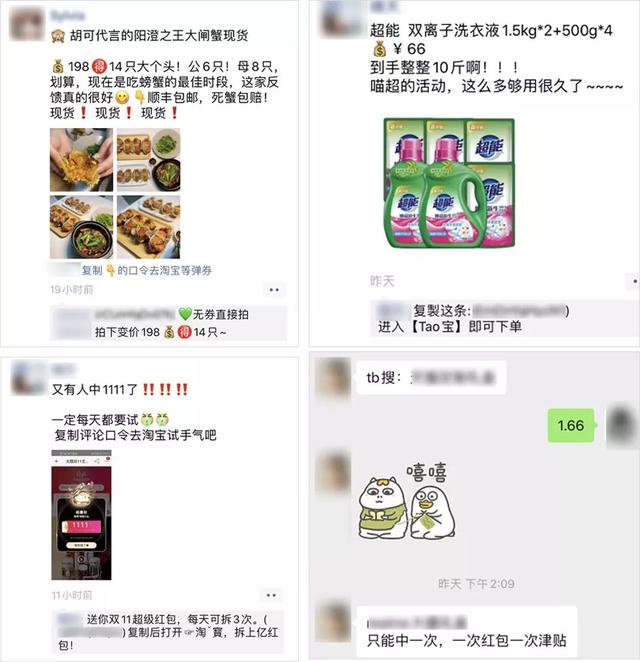 胡可代言的阳澄之王大闸蟹现货
198 得 14只大个头!公6只!母8只,
划算,现在是吃螃蟹的最佳时段,这家反
馈真的很好 顺丰包邮,死蟹包赔!
现货❗ 现货❗ 现货❗
复制👇的口令去淘宝等弹券
19小时前
💚无券直接拍
拍下变价198 💰 得 14只~
超能 双离子洗衣液1.5kg*2+500g*4
💰¥66
到手整整10斤啊!!!
喵超的活动,这么多够用很久了~~~~
超能
超能
超能
超能
昨天
复製这条:
进入【Tao宝】即可下单
又有人中1111了‼️‼️‼️
一定每天都要试
复制评论口令去淘宝试手气吧
1111
11小时前
送你双11超级红包,每天可拆3次。(
)复制后打开👉淘˜寳,拆上亿红
包!
tb搜:
1.66
嘻嘻
昨天 下午2:09
只能中一次,一次红包一次津贴